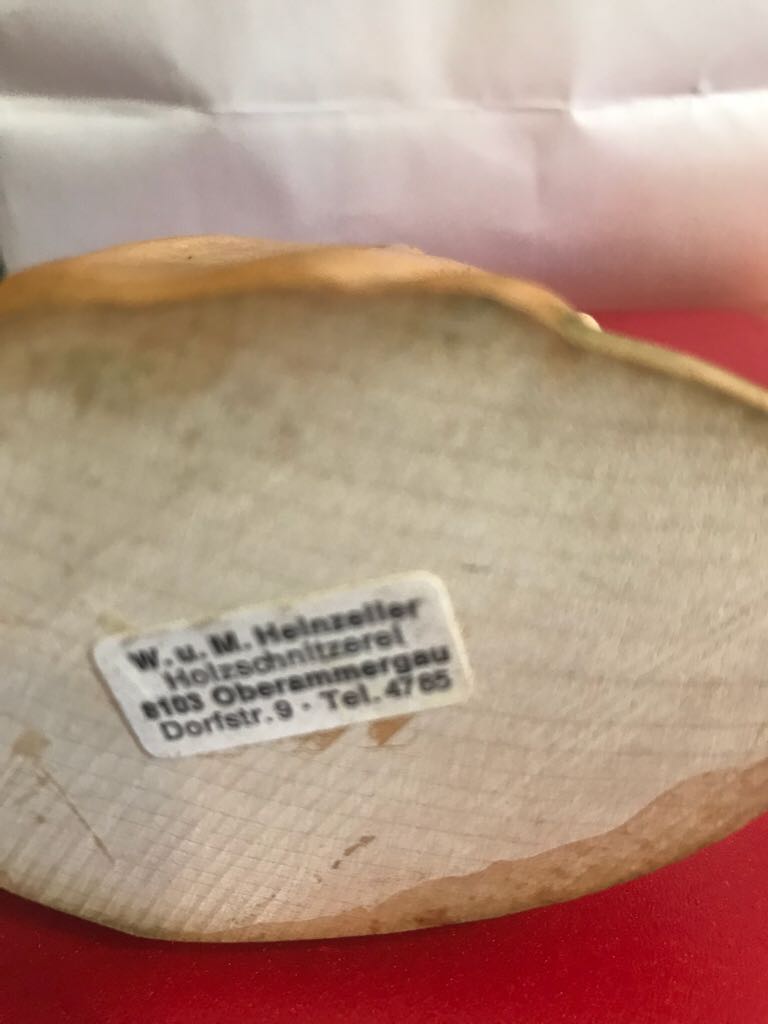 W. u. M. Heinzeller
Holzschnitzerei
8103 Oberammergau
Dorfstr. 9 · Tel. 4765